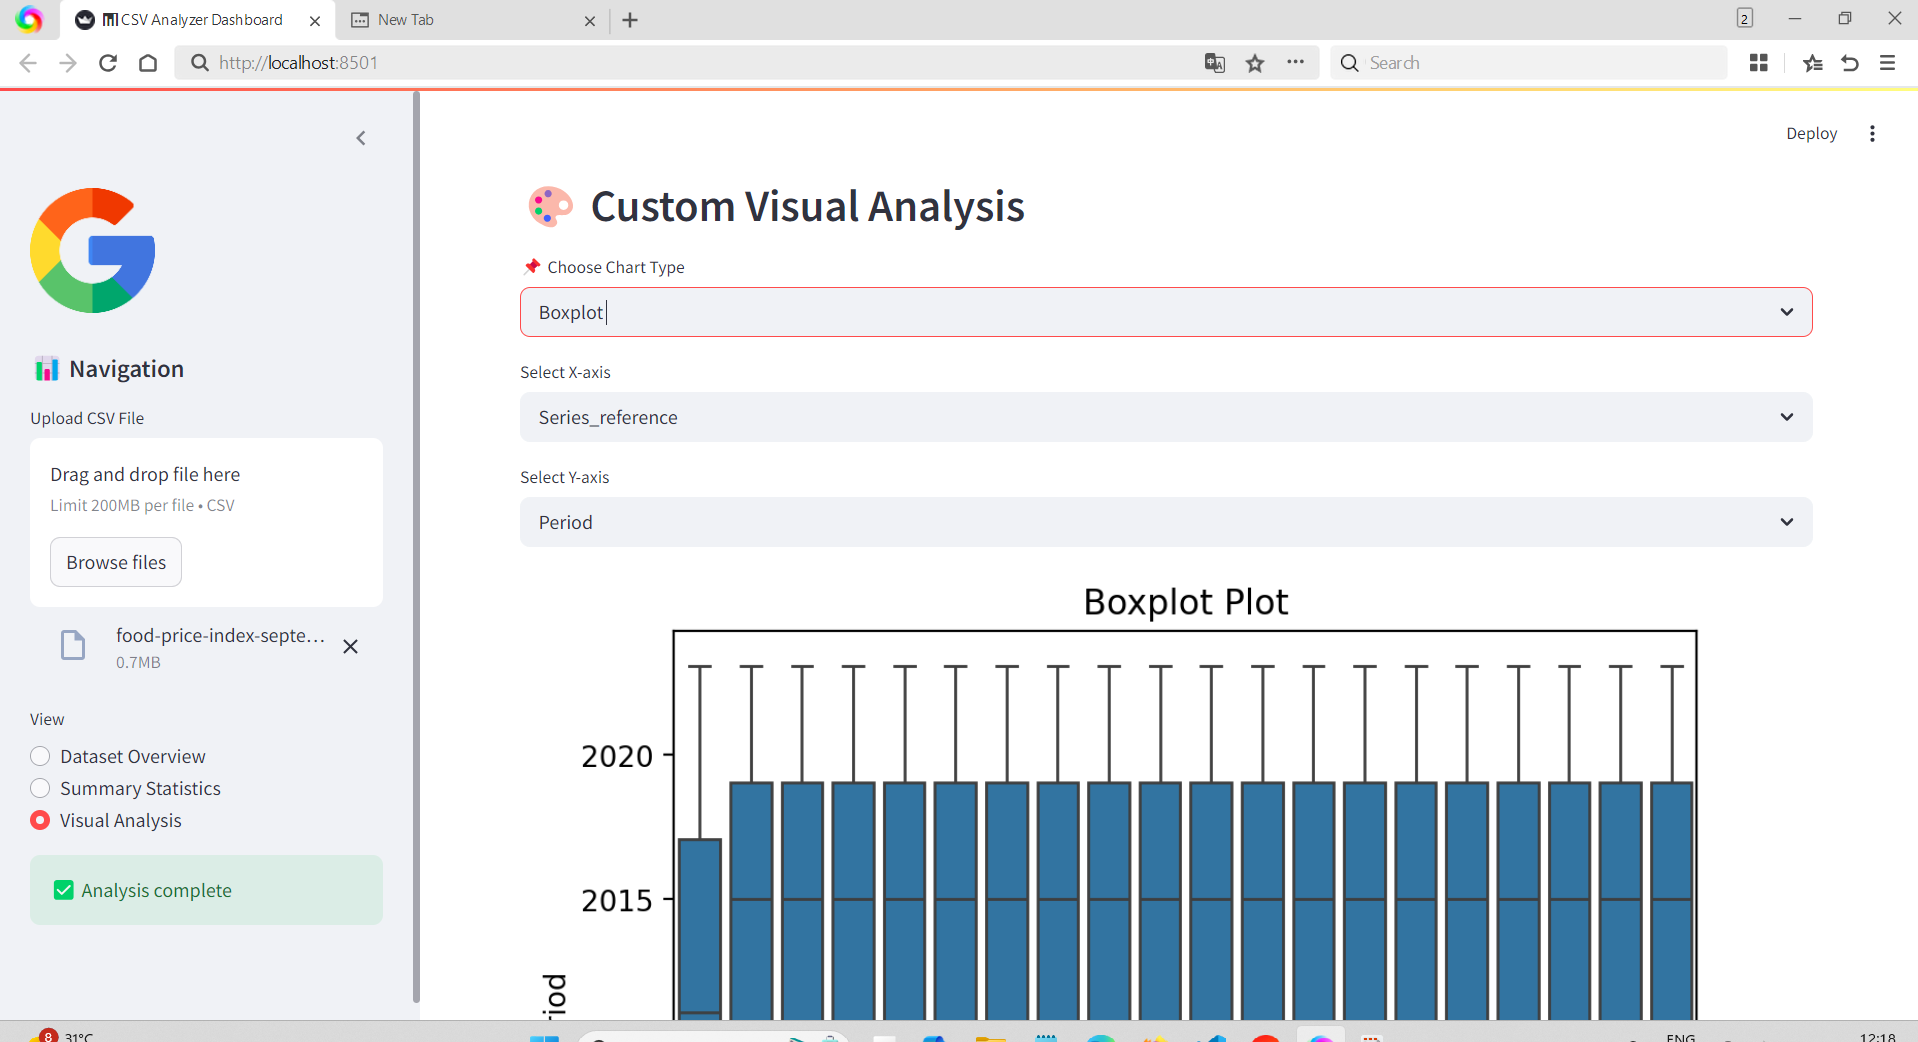 CSV Analyzer Dashboard
New Tab
2
http://localhost:8501
Search
Deploy
Custom Visual Analysis
Choose Chart Type
Boxplot
Select X-axis
Series_reference
Select Y-axis
Period
Navigation
Upload CSV File
Drag and drop file here
Limit 200MB per file • CSV
Browse files
food-price-index-septe...
0.7MB
View
Dataset Overview
Summary Statistics
Visual Analysis
Analysis complete
Boxplot Plot
2020
2015
8
31°C
ENG
12:18